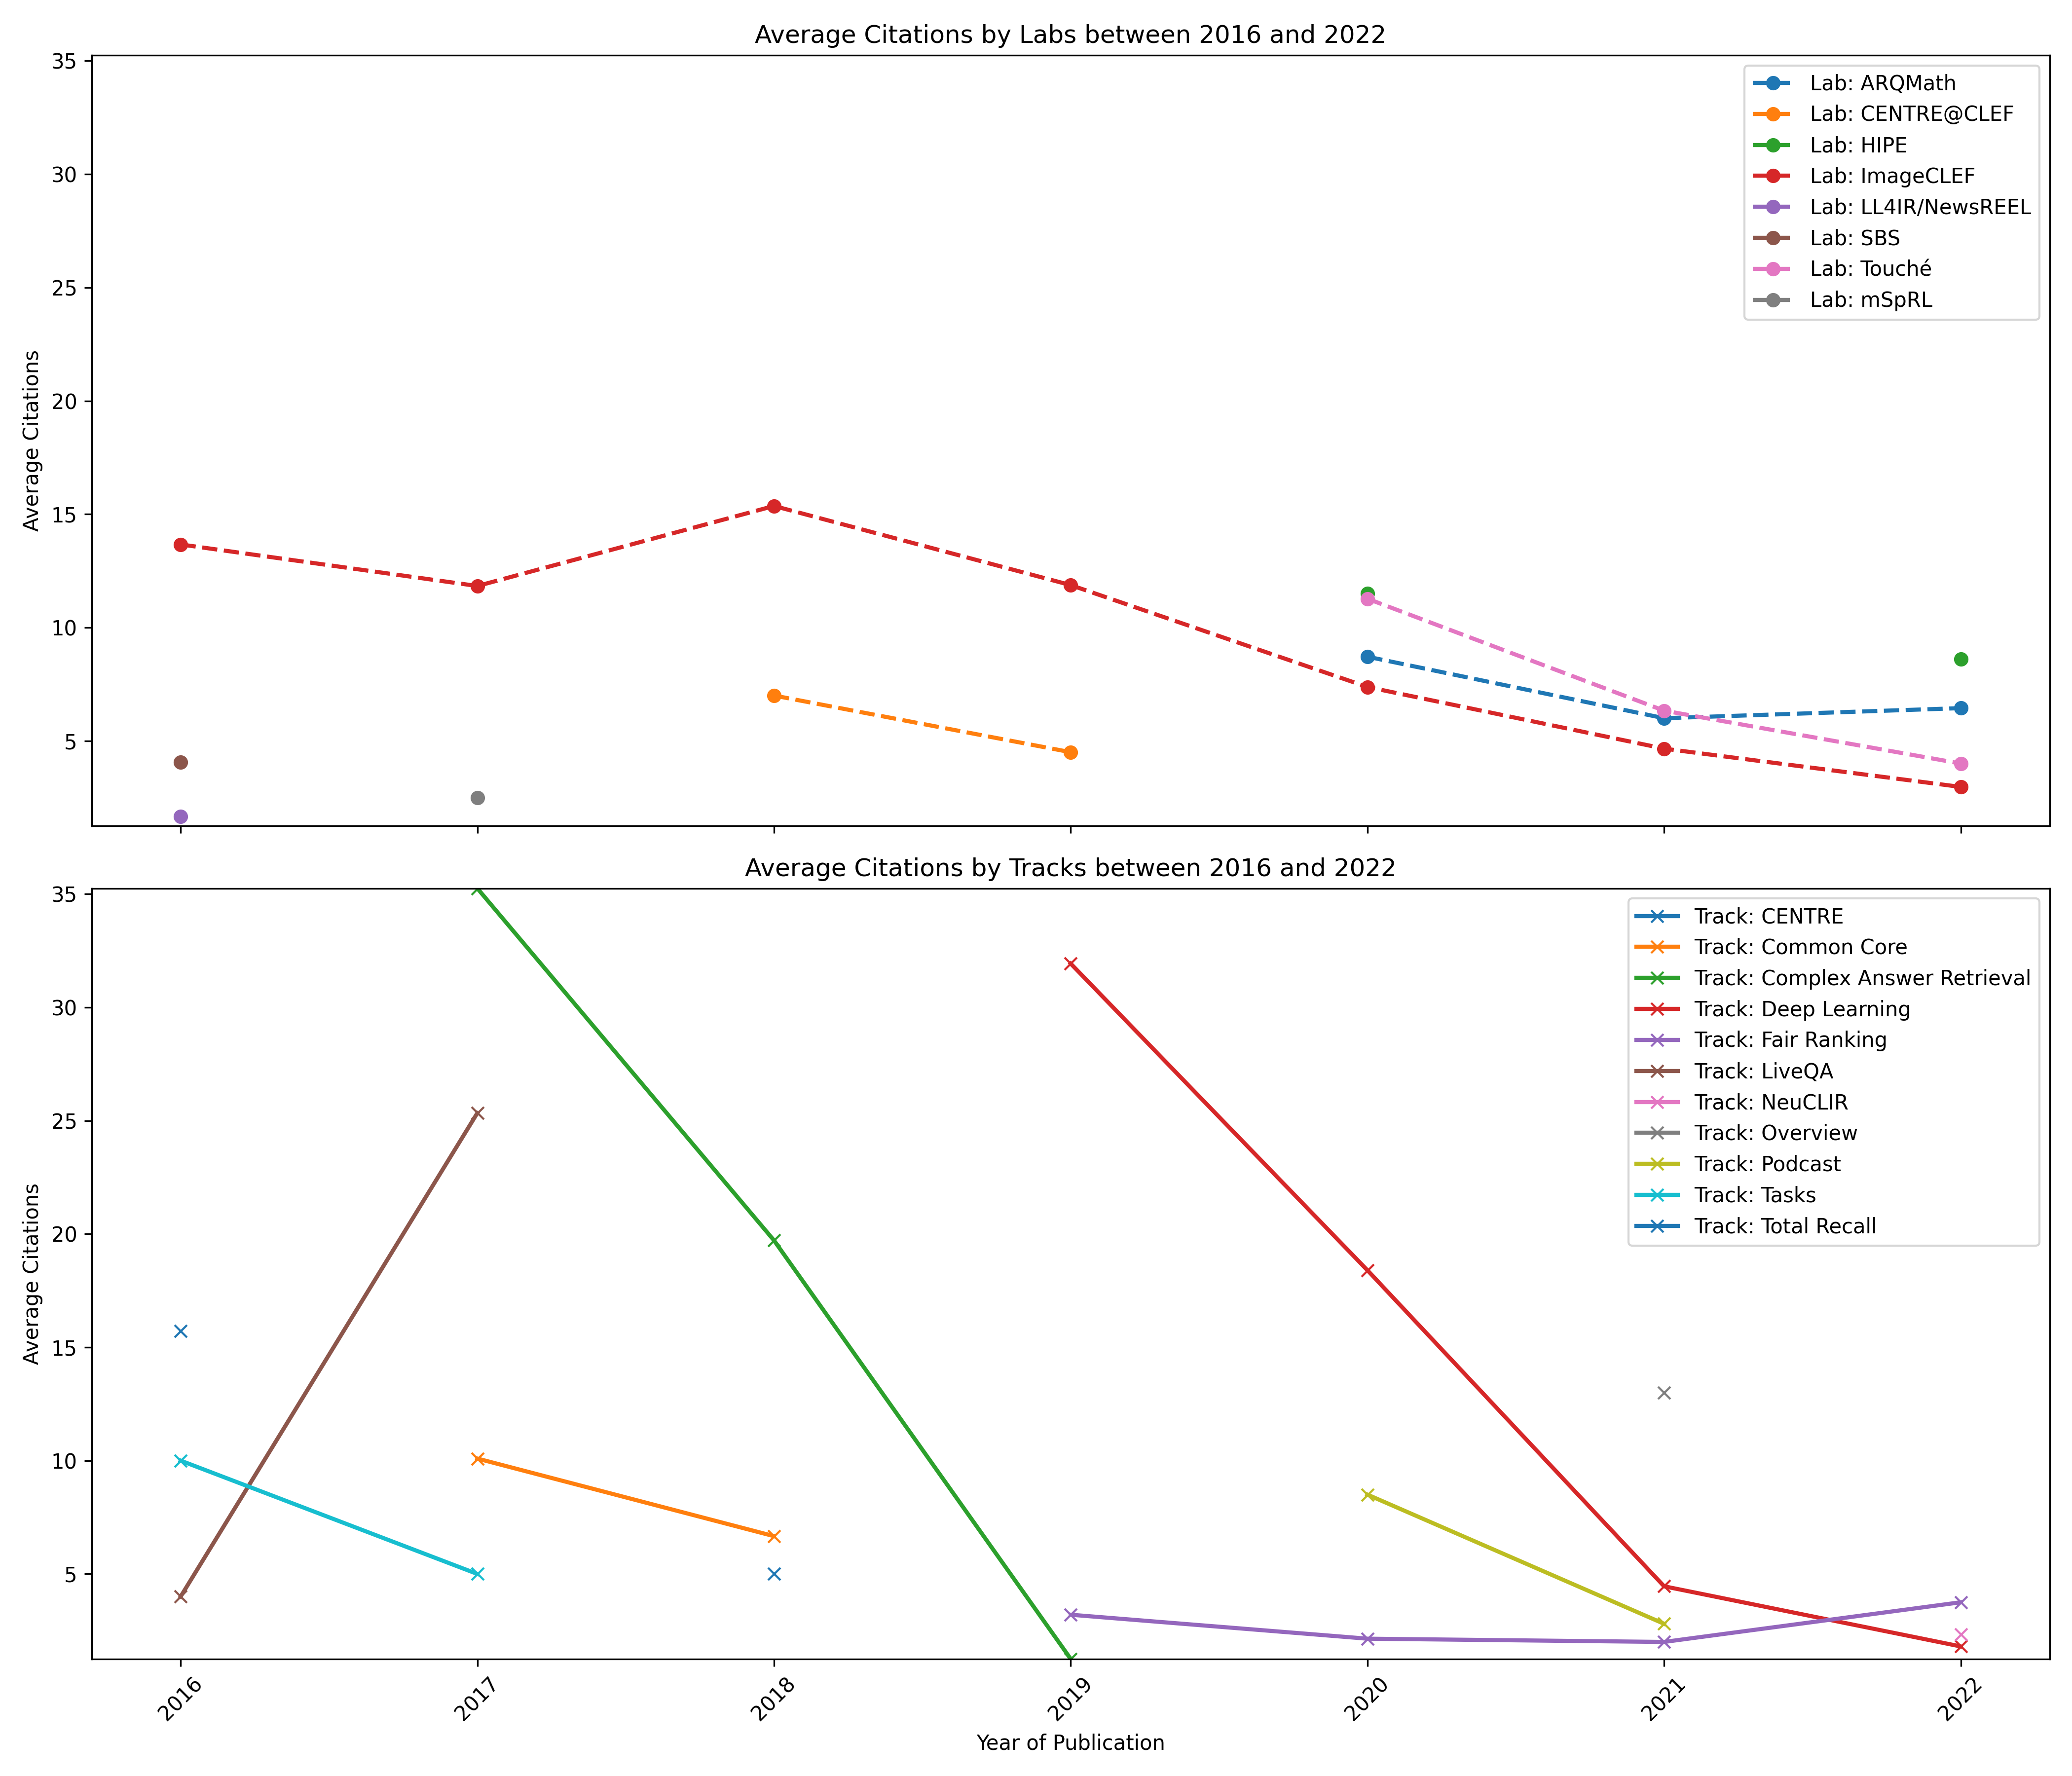 Average Citations by Labs between 2016 and 2022
35
30
25
20
15
10
5
Average Citations
Lab: ARQMath
Lab: CENTRE@CLEF
Lab: HIPE
Lab: ImageCLEF
Lab: LL4IR/NewsREEL
Lab: SBS
Lab: Touché
Lab: mSpRL
Average Citations by Tracks between 2016 and 2022
35
30
25
20
15
10
5
Average Citations
Track: CENTRE
Track: Common Core
Track: Complex Answer Retrieval
Track: Deep Learning
Track: Fair Ranking
Track: LiveQA
Track: NeuCLIR
Track: Overview
Track: Podcast
Track: Tasks
Track: Total Recall
2016 2017 2018 2019 2020 2021 2022
Year of Publication